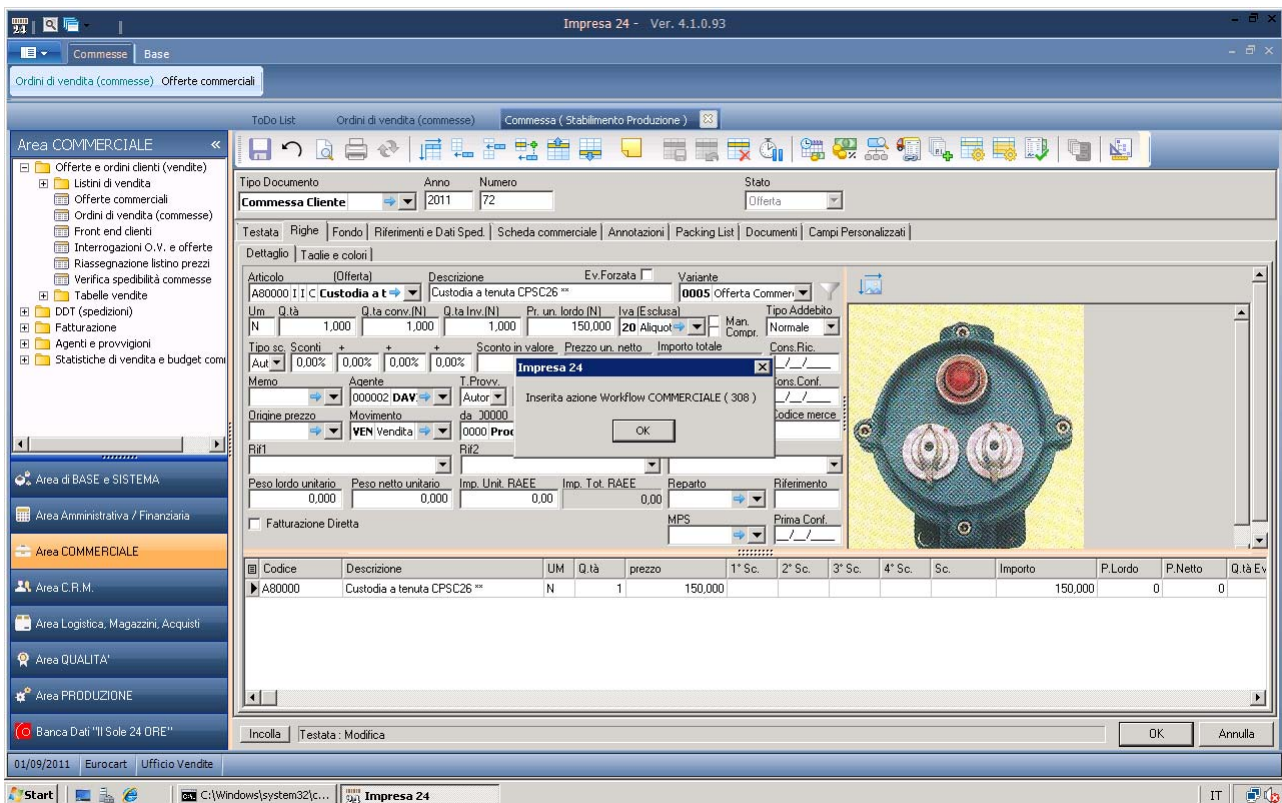 Impresa 24 - Ver. 4.1.0.93
Commesse Base
Ordini di vendita (commesse) Offerte commerciali
ToDo List Ordini di vendita (commesse) Commessa ( Stabilimento Produzione )
Area COMMERCIALE «
Offerte e ordini clienti (vendite)
Listini di vendita
Offerte commerciali
Ordini di vendita (commesse)
Front end clienti
Interrogazioni O.V. e offerte
Riassegnazione listino prezzi
Verifica spedibilità commesse
Tabelle vendite
DDT (spedizioni)
Fatturazione
Agenti e provvigioni
Statistiche di vendita e budget comm
Area di BASE e SISTEMA
Area Amministrativa / Finanziaria
Area COMMERCIALE
Area C.R.M.
Area Logistica, Magazzini, Acquisti
Area QUALITA'
Area PRODUZIONE
Banca Dati "Il Sole 24 ORE"
Tipo Documento Anno Numero Stato
Commessa Cliente 2011 72 Offerta
Testata Righe Fondo Riferimenti e Dati Sped. Scheda commerciale Annotazioni Packing List Documenti Campi Personalizzati
Dettaglio Taglie e colori
Articolo (Offerta) Descrizione Ev.Forzata Variante
A80000 I I C Custodia a t Custodia a tenuta CPSC26 ** 0005 Offerta Commer
Um Q.tà Q.ta conv.(N) Q.ta Inv.(N) Pr. un. lordo (N) Iva (Esclusa) Tipo Addebito
N 1,000 1,000 1,000 150,000 20 Aliquot Man. Compr. Normale
Tipo sc. Sconti + + + Sconto in valore Prezzo un. netto Importo totale Cons.Ric.
Aut 0,00% 0,00% 0,00% 0,00% _/_/__
Memo Agente T.Provv. Cons.Conf.
000002 DAV Autor _/_/__
Origine prezzo Movimento da Codice merce
VEN Vendita 0000 Proc
Rif1 Rif2
Peso lordo unitario Peso netto unitario Imp. Unit. RAEE Imp. Tot. RAEE Reparto Riferimento
0,000 0,000 0,00 0,00
Fatturazione Diretta MPS Prima Conf.
_/_/__
Impresa 24
Inserita azione Workflow COMMERCIALE ( 308 )
OK
Codice Descrizione UM Q.tà prezzo 1° Sc. 2° Sc. 3° Sc. 4° Sc. Sc. Importo P.Lordo P.Netto Q.tà Ev
A80000 Custodia a tenuta CPSC26 ** N 1 150,000 150,000 0 0
Incolla Testata : Modifica OK Annulla
01/09/2011 Eurocart Ufficio Vendite
Start C:\Windows\system32\c... Impresa 24 IT